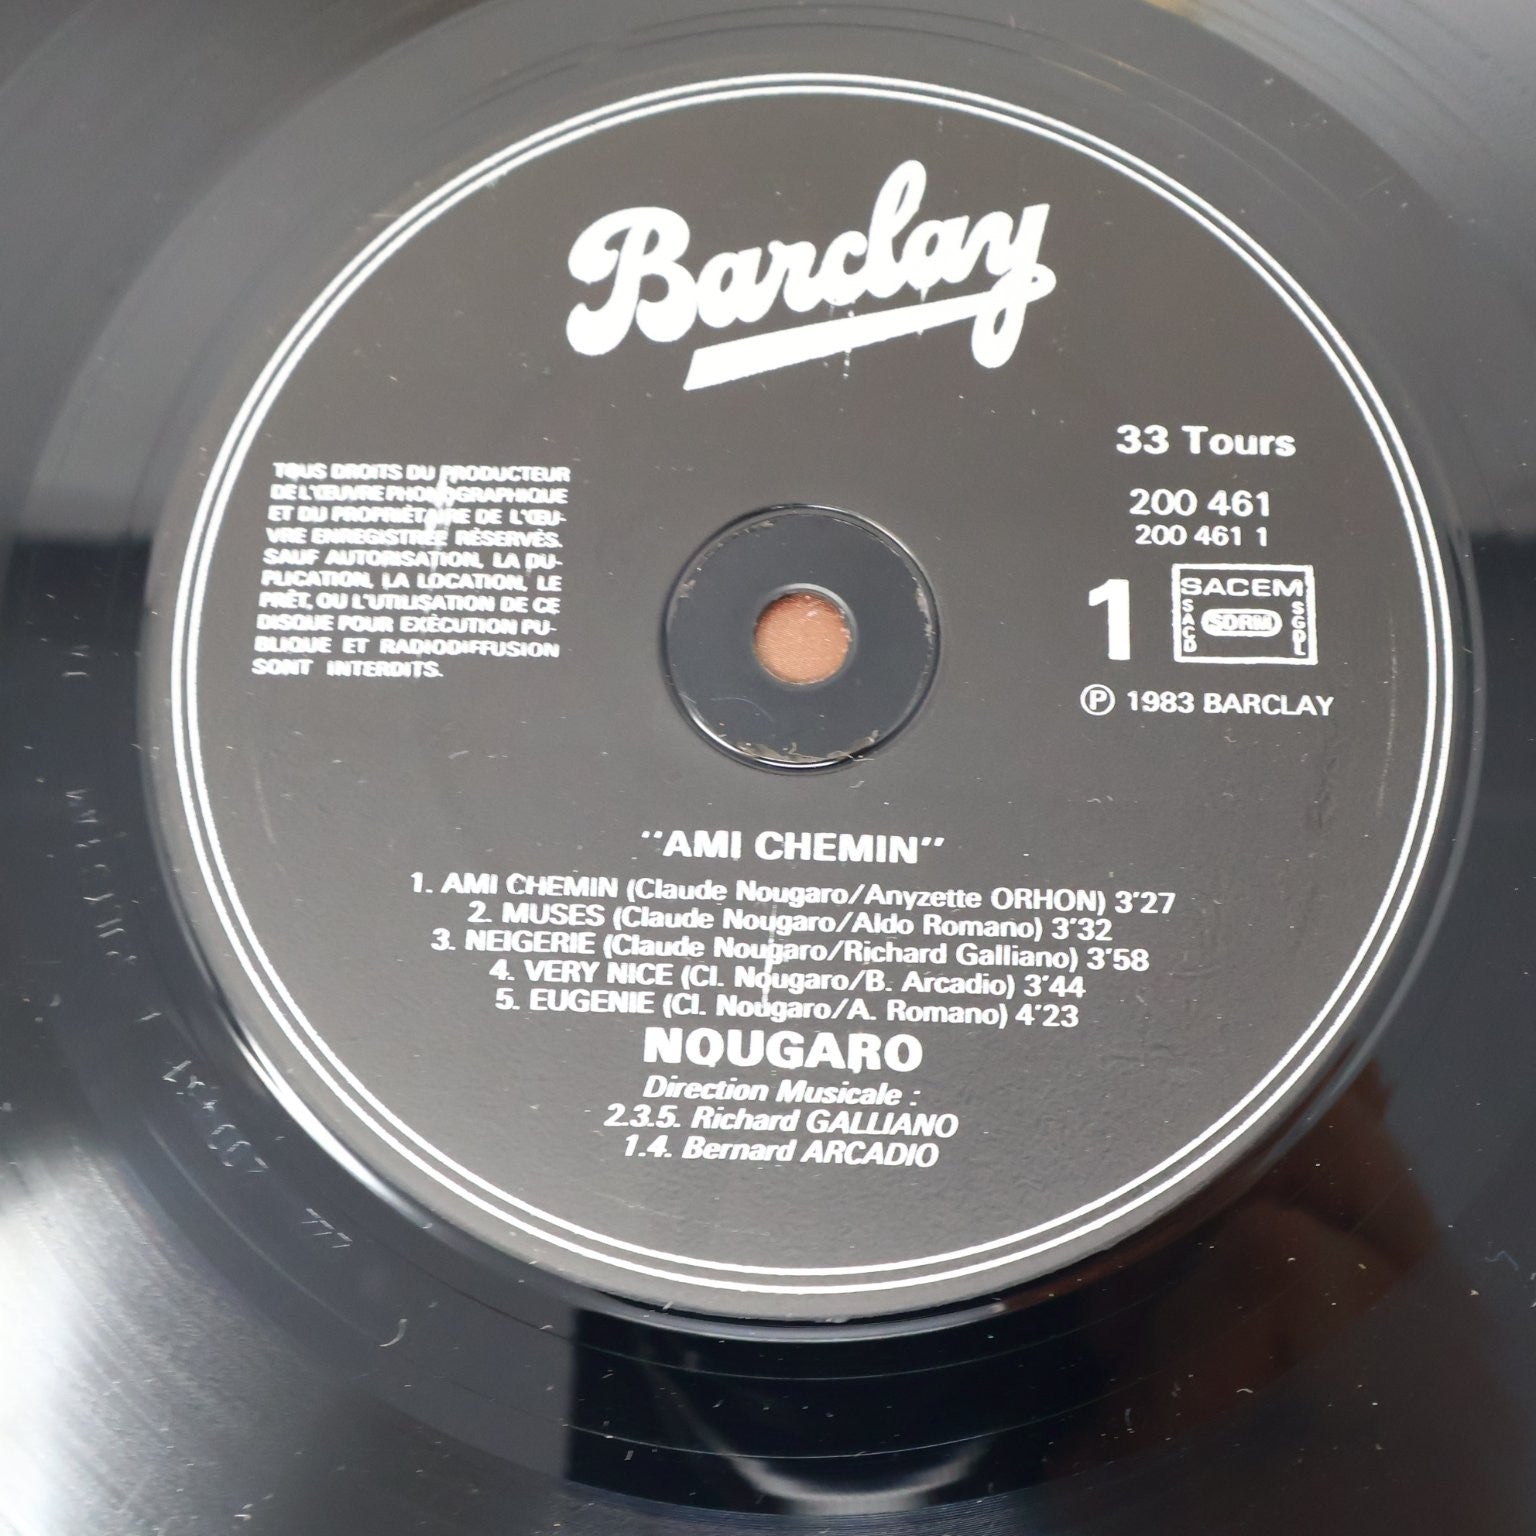 Barclay
33 Tours
200 461
200 461 1
1
SACEM
SACD
SDRM
SGDL
Ⓟ 1983 BARCLAY
TOUS DROITS DU PRODUCTEUR
DE L'ŒUVRE PHONOGRAPHIQUE
ET DU PROPRIÉTAIRE DE L'ŒU-
VRE ENREGISTRÉE RÉSERVÉS.
SAUF AUTORISATION, LA DU-
PLICATION, LA LOCATION, LE
PRÊT, OU L'UTILISATION DE CE
DISQUE POUR EXÉCUTION PU-
BLIQUE ET RADIODIFFUSION
SONT INTERDITS.
"AMI CHEMIN"
1. AMI CHEMIN (Claude Nougaro/Anyzette ORHON) 3'27
2. MUSES (Claude Nougaro/Aldo Romano) 3'32
3. NEIGERIE (Claude Nougaro/Richard Galliano) 3'58
4. VERY NICE (Cl. Nougaro/B. Arcadio) 3'44
5. EUGENIE (Cl. Nougaro/A. Romano) 4'23
NOUGARO
Direction Musicale :
2.3.5. Richard GALLIANO
1.4. Bernard ARCADIO